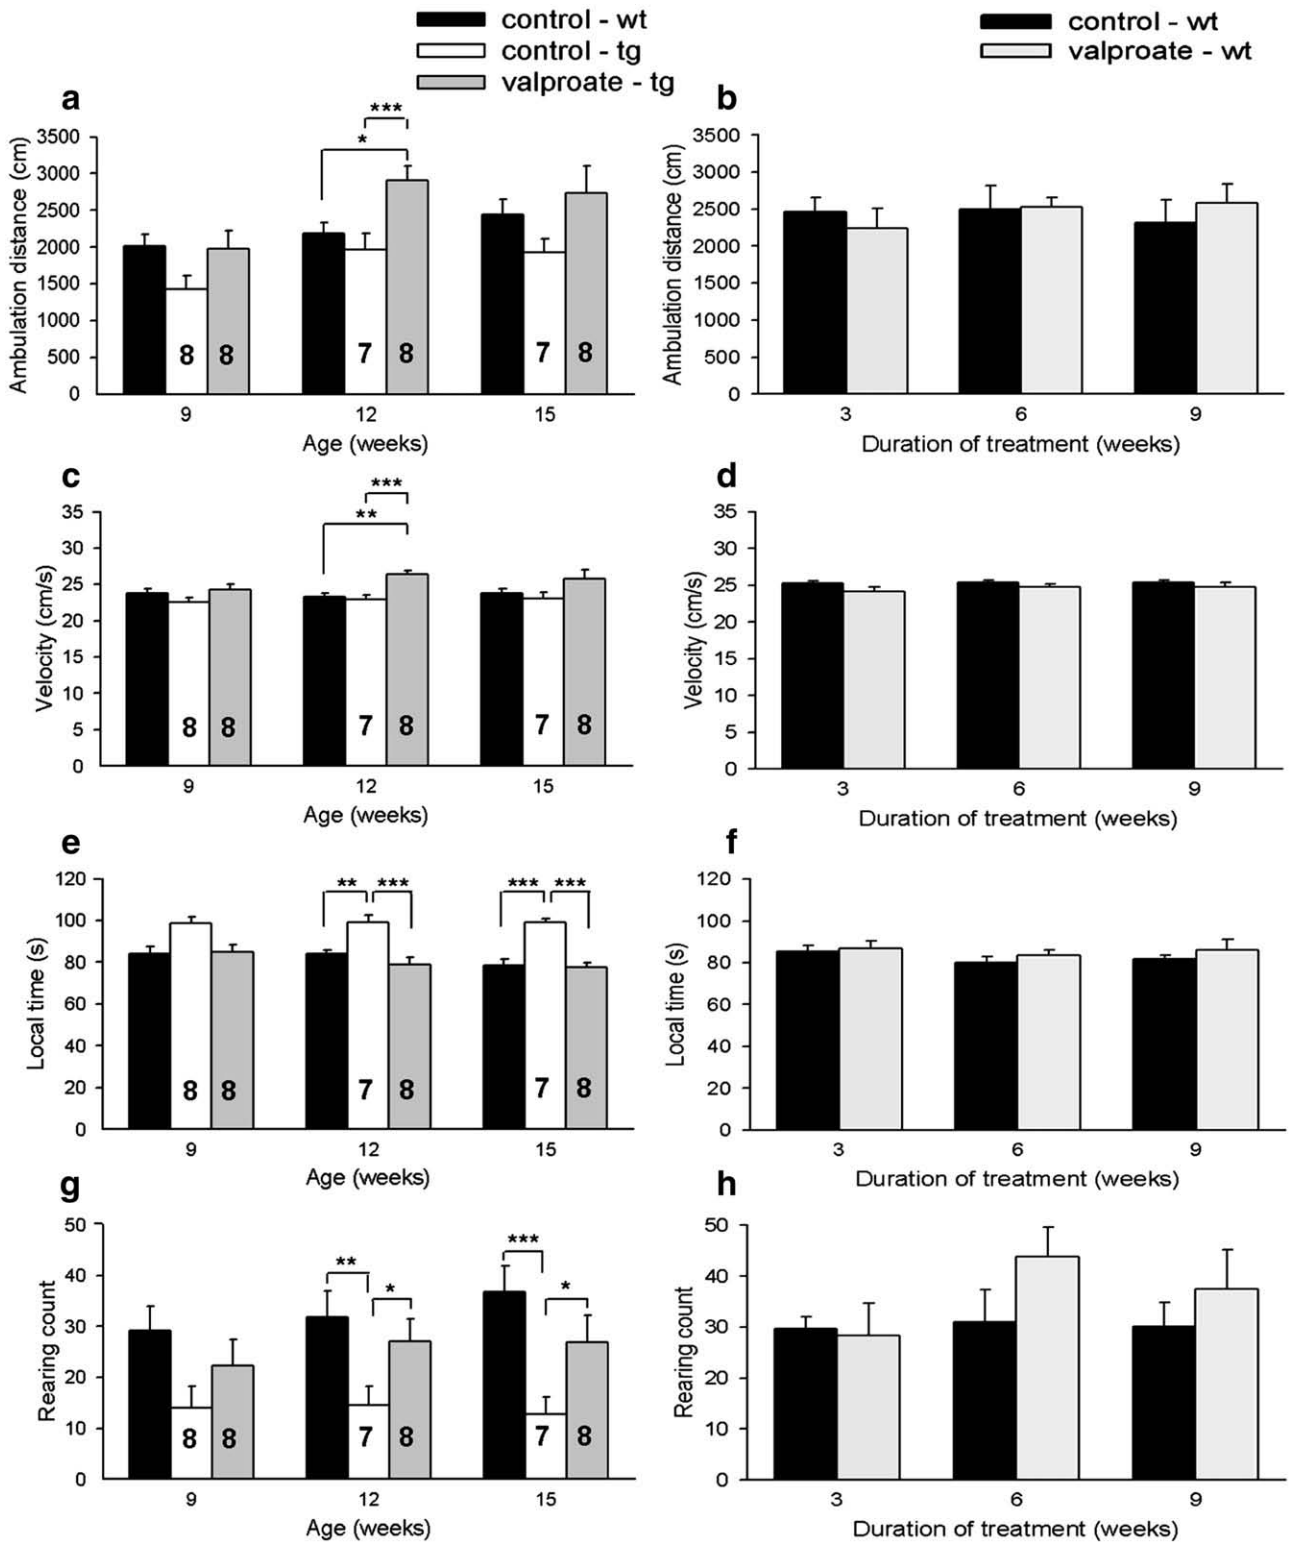 control - wt
control - tg
valproate - tg
control - wt
valproate - wt
a
***
*
3500
3000
2500
2000
1500
1000
500
0
Ambulation distance (cm)
8 8 7 8 7 8
9 12 15
Age (weeks)
b
3500
3000
2500
2000
1500
1000
500
0
Ambulation distance (cm)
3 6 9
Duration of treatment (weeks)
c
***
**
35
30
25
20
15
10
5
0
Velocity (cm/s)
8 8 7 8 7 8
9 12 15
Age (weeks)
d
35
30
25
20
15
10
5
0
Velocity (cm/s)
3 6 9
Duration of treatment (weeks)
e
** *** *** ***
120
100
80
60
40
20
0
Local time (s)
8 8 7 8 7 8
9 12 15
Age (weeks)
f
120
100
80
60
40
20
0
Local time (s)
3 6 9
Duration of treatment (weeks)
g
***
** * *
50
40
30
20
10
0
Rearing count
8 8 7 8 7 8
9 12 15
Age (weeks)
h
50
40
30
20
10
0
Rearing count
3 6 9
Duration of treatment (weeks)